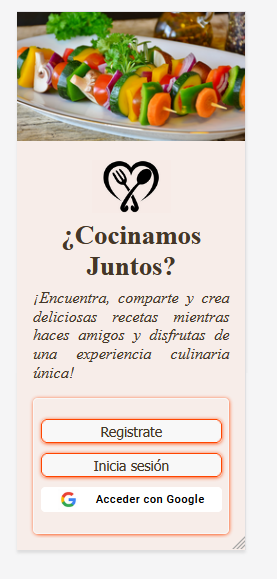 ¿Cocinamos
Juntos?
¡Encuentra, comparte y crea
deliciosas recetas mientras
haces amigos y disfrutas de
una experiencia culinaria
única!
Registrate
Inicia sesión
Acceder con Google